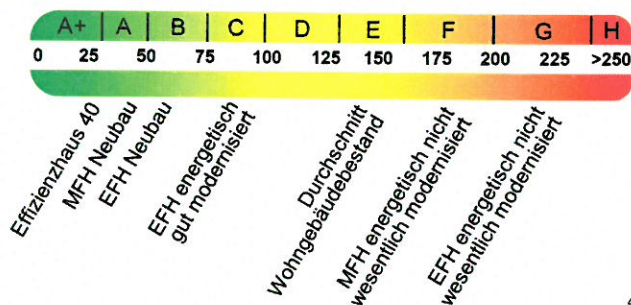 A+ A B C D E F G H
0 25 50 75 100 125 150 175 200 225 >250
Effizienzhaus 40
MFH Neubau
EFH Neubau
EFH energetisch
gut modernisiert
Durchschnitt
Wohngebäudebestand
MFH energetisch nicht
wesentlich modernisiert
EFH energetisch nicht
wesentlich modernisiert